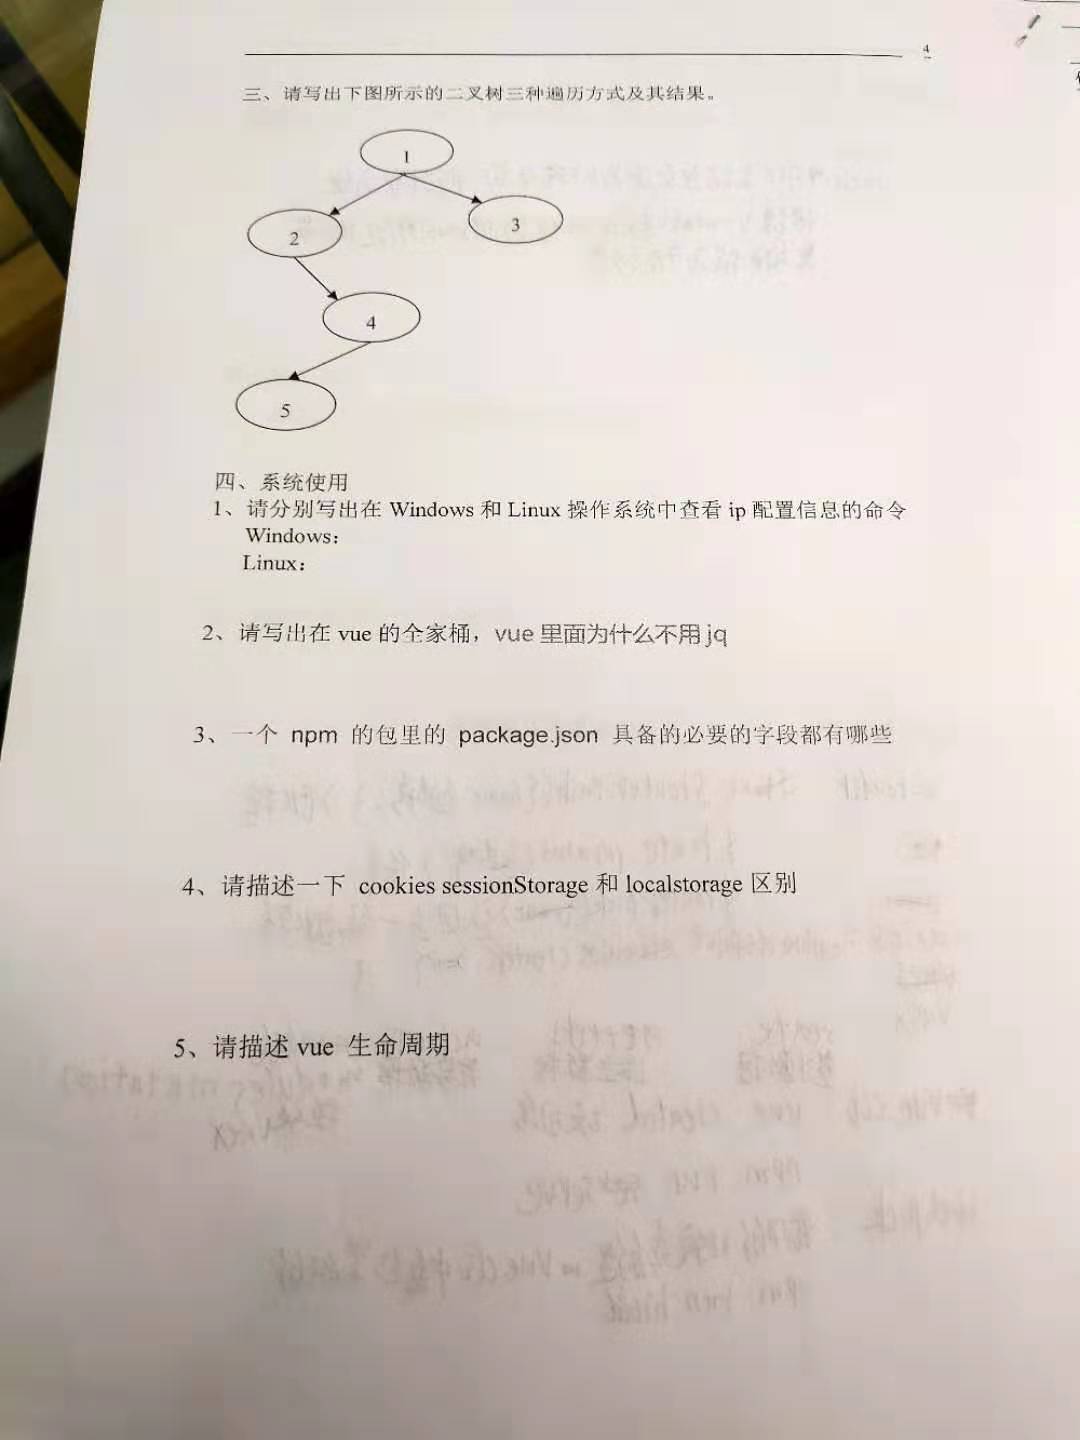 4
三、请写出下图所示的二叉树三种遍历方式及其结果。
1
2
3
4
5
四、系统使用
1、请分别写出在 Windows 和 Linux 操作系统中查看 ip 配置信息的命令
Windows:
Linux:
2、请写出在 vue 的全家桶，vue 里面为什么不用 jq
3、一个 npm 的包里的 package.json 具备的必要的字段都有哪些
4、请描述一下 cookies sessionStorage 和 localstorage 区别
5、请描述 vue 生命周期